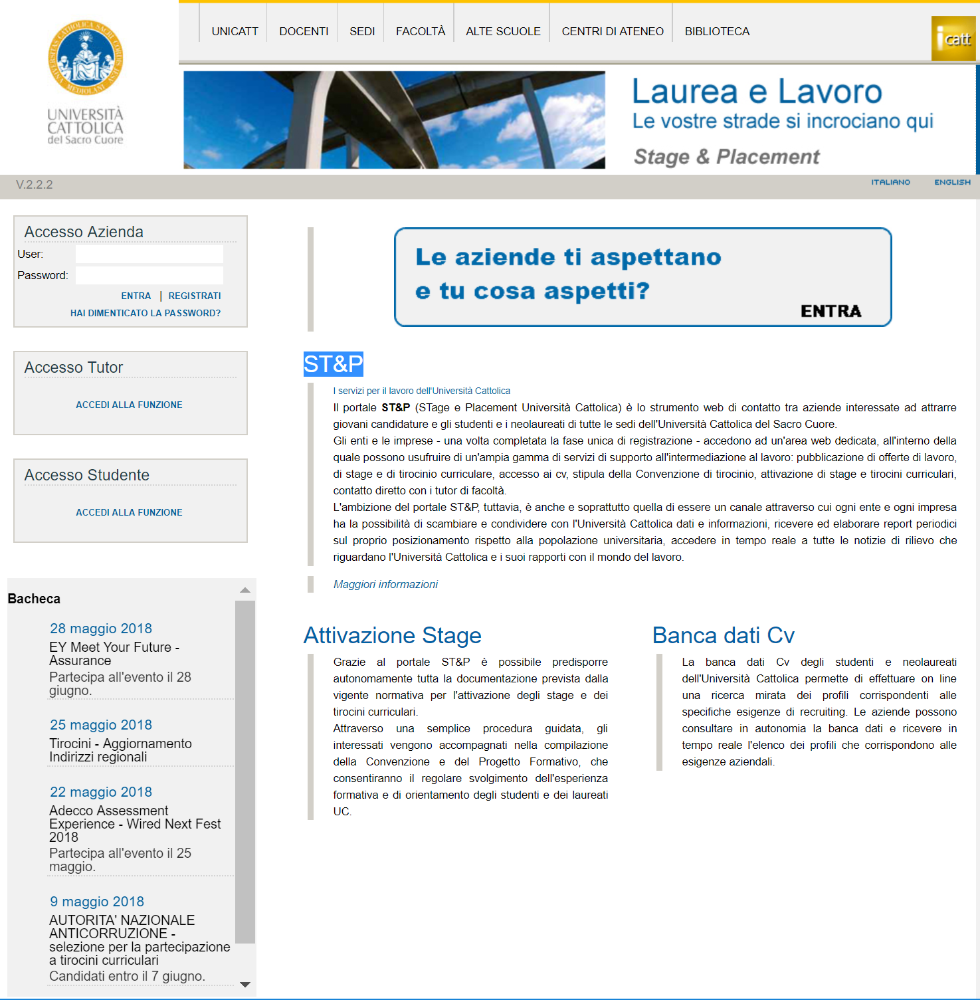 UNICATT
DOCENTI
SEDI
FACOLTÀ
ALTE SCUOLE
CENTRI DI ATENEO
BIBLIOTECA
icatt
UNIVERSITÀ
CATTOLICA
del Sacro Cuore
Laurea e Lavoro
Le vostre strade si incrociano qui
Stage & Placement
V.2.2.2
ITALIANO
ENGLISH
Accesso Azienda
User:
Password:
ENTRA | REGISTRATI
HAI DIMENTICATO LA PASSWORD?
Accesso Tutor
ACCEDI ALLA FUNZIONE
Accesso Studente
ACCEDI ALLA FUNZIONE
Bacheca
28 maggio 2018
EY Meet Your Future -
Assurance
Partecipa all'evento il 28
giugno.
25 maggio 2018
Tirocini - Aggiornamento
Indirizzi regionali
22 maggio 2018
Adecco Assessment
Experience - Wired Next Fest
2018
Partecipa all'evento il 25
maggio.
9 maggio 2018
AUTORITA' NAZIONALE
ANTICORRUZIONE -
selezione per la partecipazione
a tirocini curriculari
Candidati entro il 7 giugno.
Le aziende ti aspettano
e tu cosa aspetti?
ENTRA
ST&P
I servizi per il lavoro dell'Università Cattolica
Il portale ST&P (STage e Placement Università Cattolica) è lo strumento web di contatto tra aziende interessate ad attrarre
giovani candidature e gli studenti e i neolaureati di tutte le sedi dell'Università Cattolica del Sacro Cuore.
Gli enti e le imprese - una volta completata la fase unica di registrazione - accedono ad un'area web dedicata, all'interno della
quale possono usufruire di un'ampia gamma di servizi di supporto all'intermediazione al lavoro: pubblicazione di offerte di lavoro,
di stage e di tirocinio curriculare, accesso ai cv, stipula della Convenzione di tirocinio, attivazione di stage e tirocini curriculari,
contatto diretto con i tutor di facoltà.
L'ambizione del portale ST&P, tuttavia, è anche e soprattutto quella di essere un canale attraverso cui ogni ente e ogni impresa
ha la possibilità di scambiare e condividere con l'Università Cattolica dati e informazioni, ricevere ed elaborare report periodici
sul proprio posizionamento rispetto alla popolazione universitaria, accedere in tempo reale a tutte le notizie di rilievo che
riguardano l'Università Cattolica e i suoi rapporti con il mondo del lavoro.
Maggiori informazioni
Attivazione Stage
Grazie al portale ST&P è possibile predisporre
autonomamente tutta la documentazione prevista dalla
vigente normativa per l'attivazione degli stage e dei
tirocini curriculari.
Attraverso una semplice procedura guidata, gli
interessati vengono accompagnati nella compilazione
della Convenzione e del Progetto Formativo, che
consentiranno il regolare svolgimento dell'esperienza
formativa e di orientamento degli studenti e dei laureati
UC.
Banca dati Cv
La banca dati Cv degli studenti e neolaureati
dell'Università Cattolica permette di effettuare on line
una ricerca mirata dei profili corrispondenti alle
specifiche esigenze di recruiting. Le aziende possono
consultare in autonomia la banca dati e ricevere in
tempo reale l'elenco dei profili che corrispondono alle
esigenze aziendali.